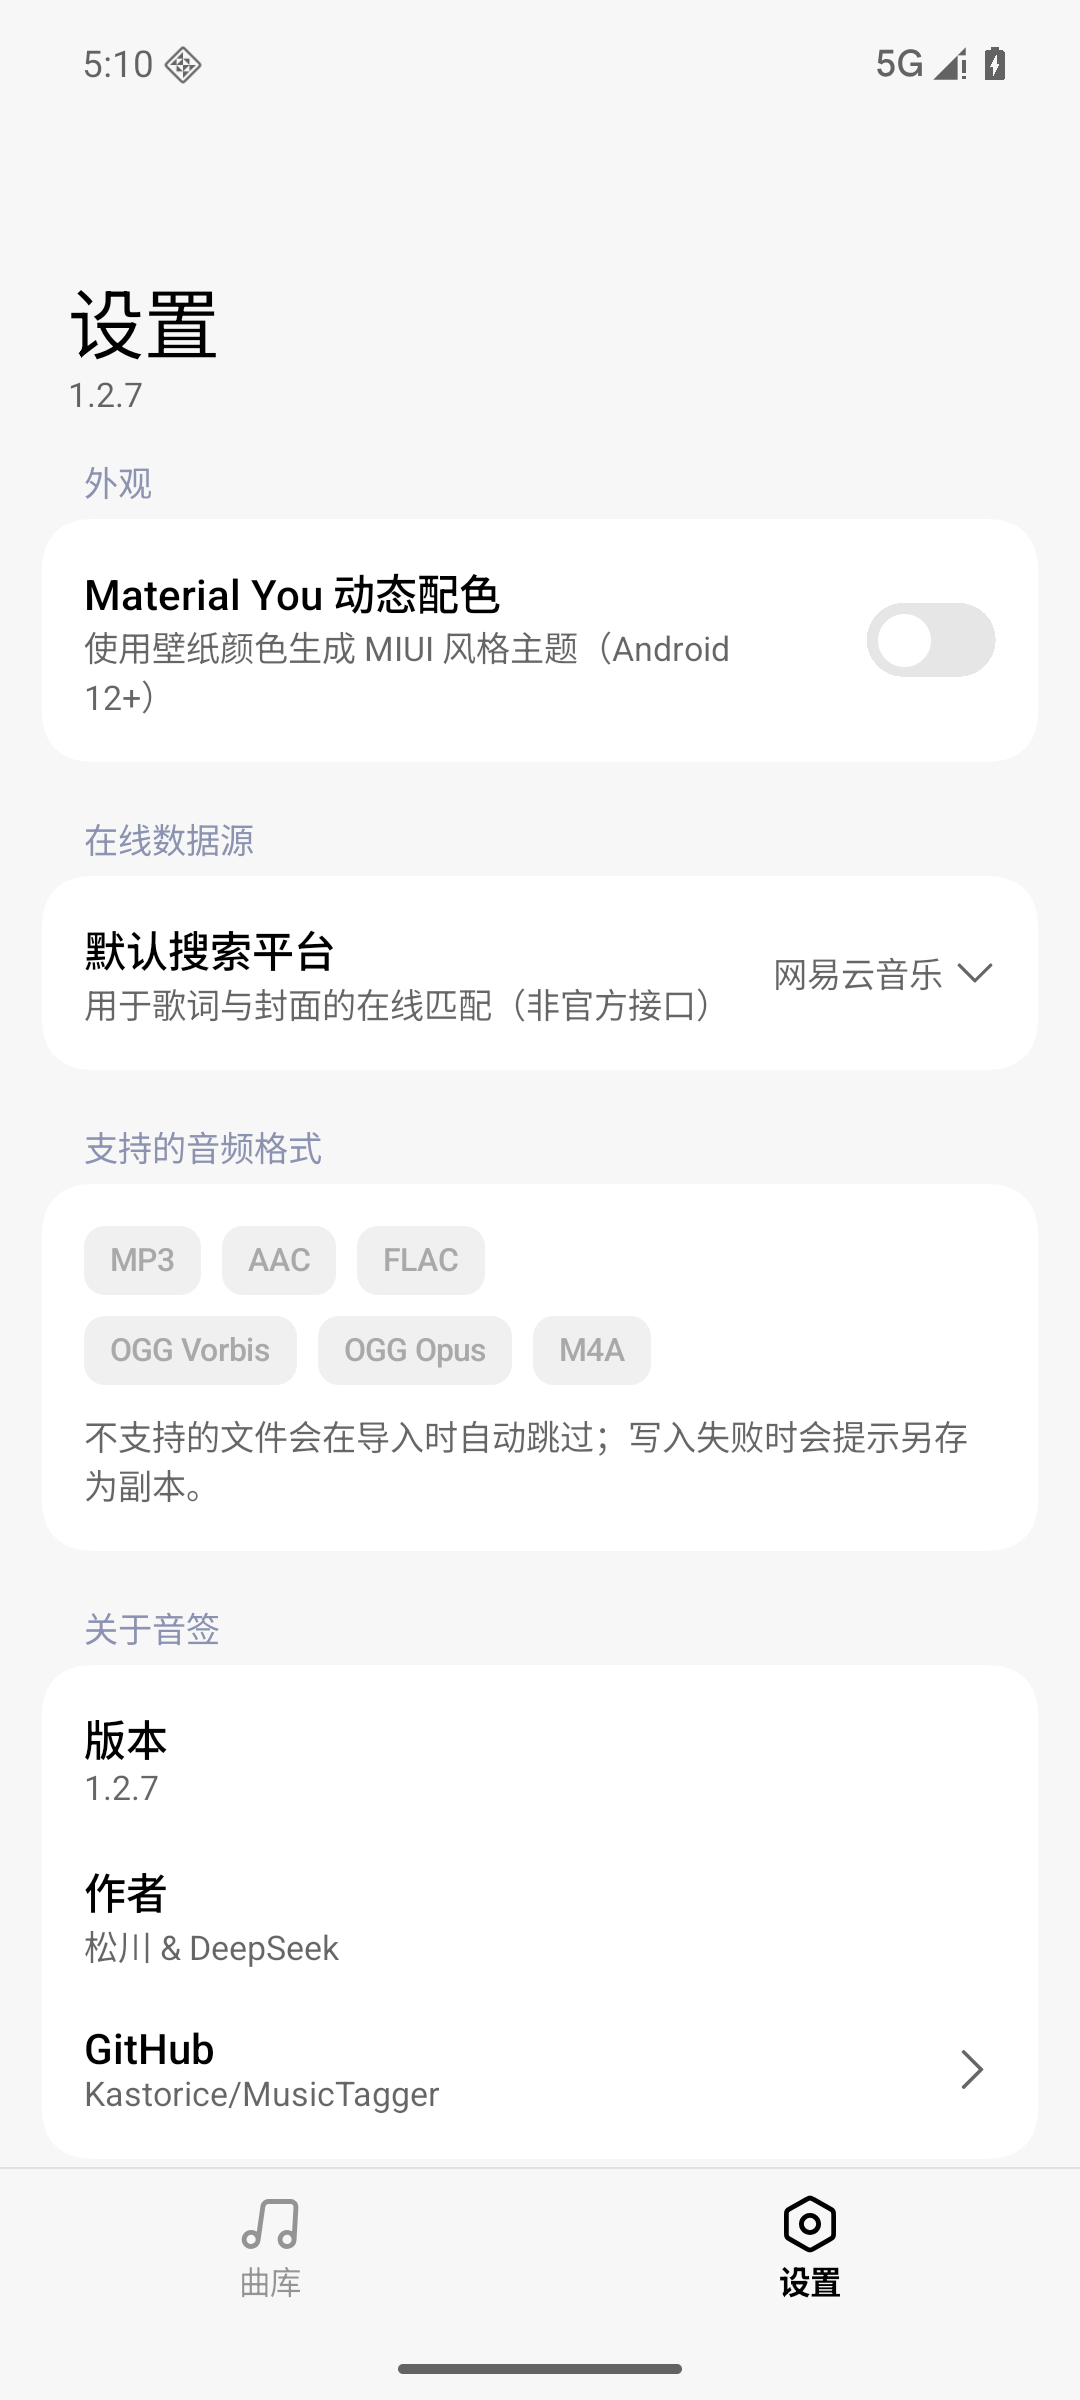 5:10
5G
设置
1.2.7
外观
Material You 动态配色
使用壁纸颜色生成 MIUI 风格主题（Android
12+）
在线数据源
默认搜索平台
用于歌词与封面的在线匹配（非官方接口）
网易云音乐
支持的音频格式
MP3 AAC FLAC
OGG Vorbis OGG Opus M4A
不支持的文件会在导入时自动跳过；写入失败时会提示另存
为副本。
关于音签
版本
1.2.7
作者
松川 & DeepSeek
GitHub
Kastorice/MusicTagger
曲库
设置